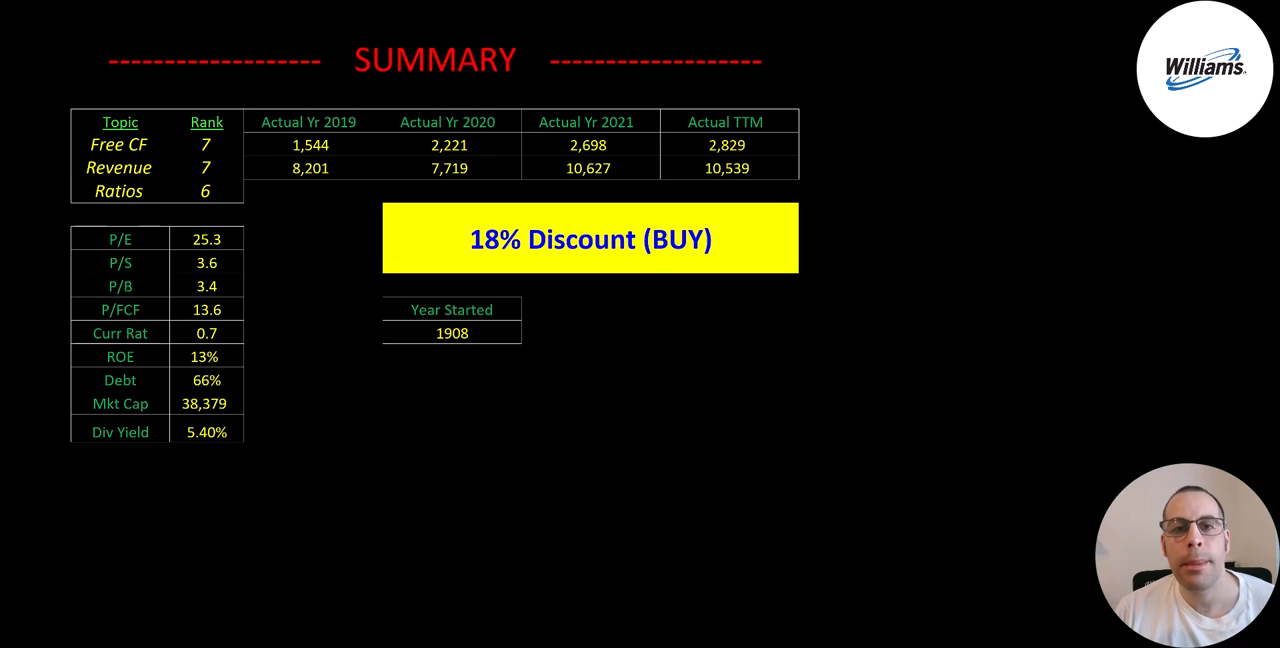 ------------------- SUMMARY -------------------
Williams
Topic Rank Actual Yr 2019 Actual Yr 2020 Actual Yr 2021 Actual TTM
Free CF 7 1,544 2,221 2,698 2,829
Revenue 7 8,201 7,719 10,627 10,539
Ratios 6
18% Discount (BUY)
P/E 25.3
P/S 3.6
P/B 3.4
P/FCF 13.6
Year Started
Curr Rat 0.7
1908
ROE 13%
Debt 66%
Mkt Cap 38,379
Div Yield 5.40%